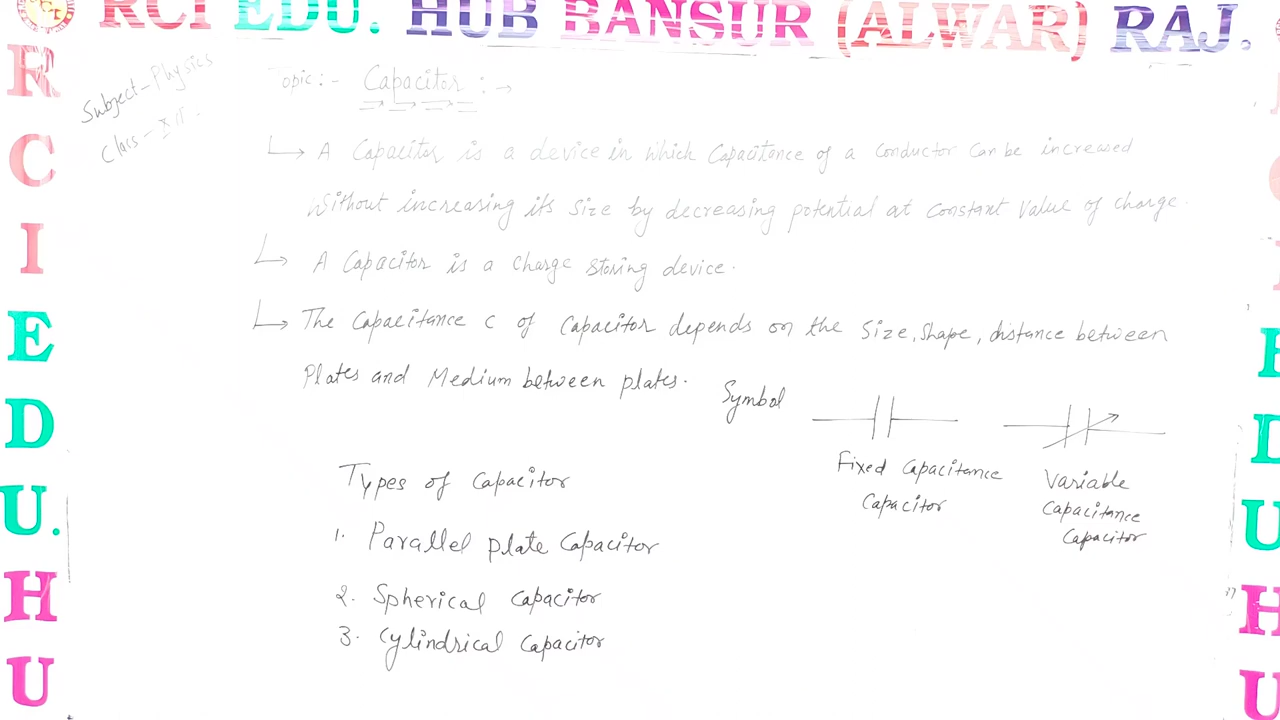 RCI EDU. HUB BANSUR (ALWAR) RAJ.
R
C
I
E
D
U.
H
U
Subject - Physics
Class - XII.
Topic :- Capacitor : →
A Capacitor is a device in which Capacitance of a Conductor Can be increased
Without increasing its Size by decreasing potential at Constant Value of charge.
A Capacitor is a charge storing device.
The Capacitance C of Capacitor depends on the Size, Shape, distance between
Plates and Medium between plates.
Symbol
Fixed Capacitance
Capacitor
Variable
Capacitance
Capacitor
Types of Capacitor
1. Parallel plate Capacitor
2. Spherical Capacitor
3. Cylindrical Capacitor
D
U
H
U